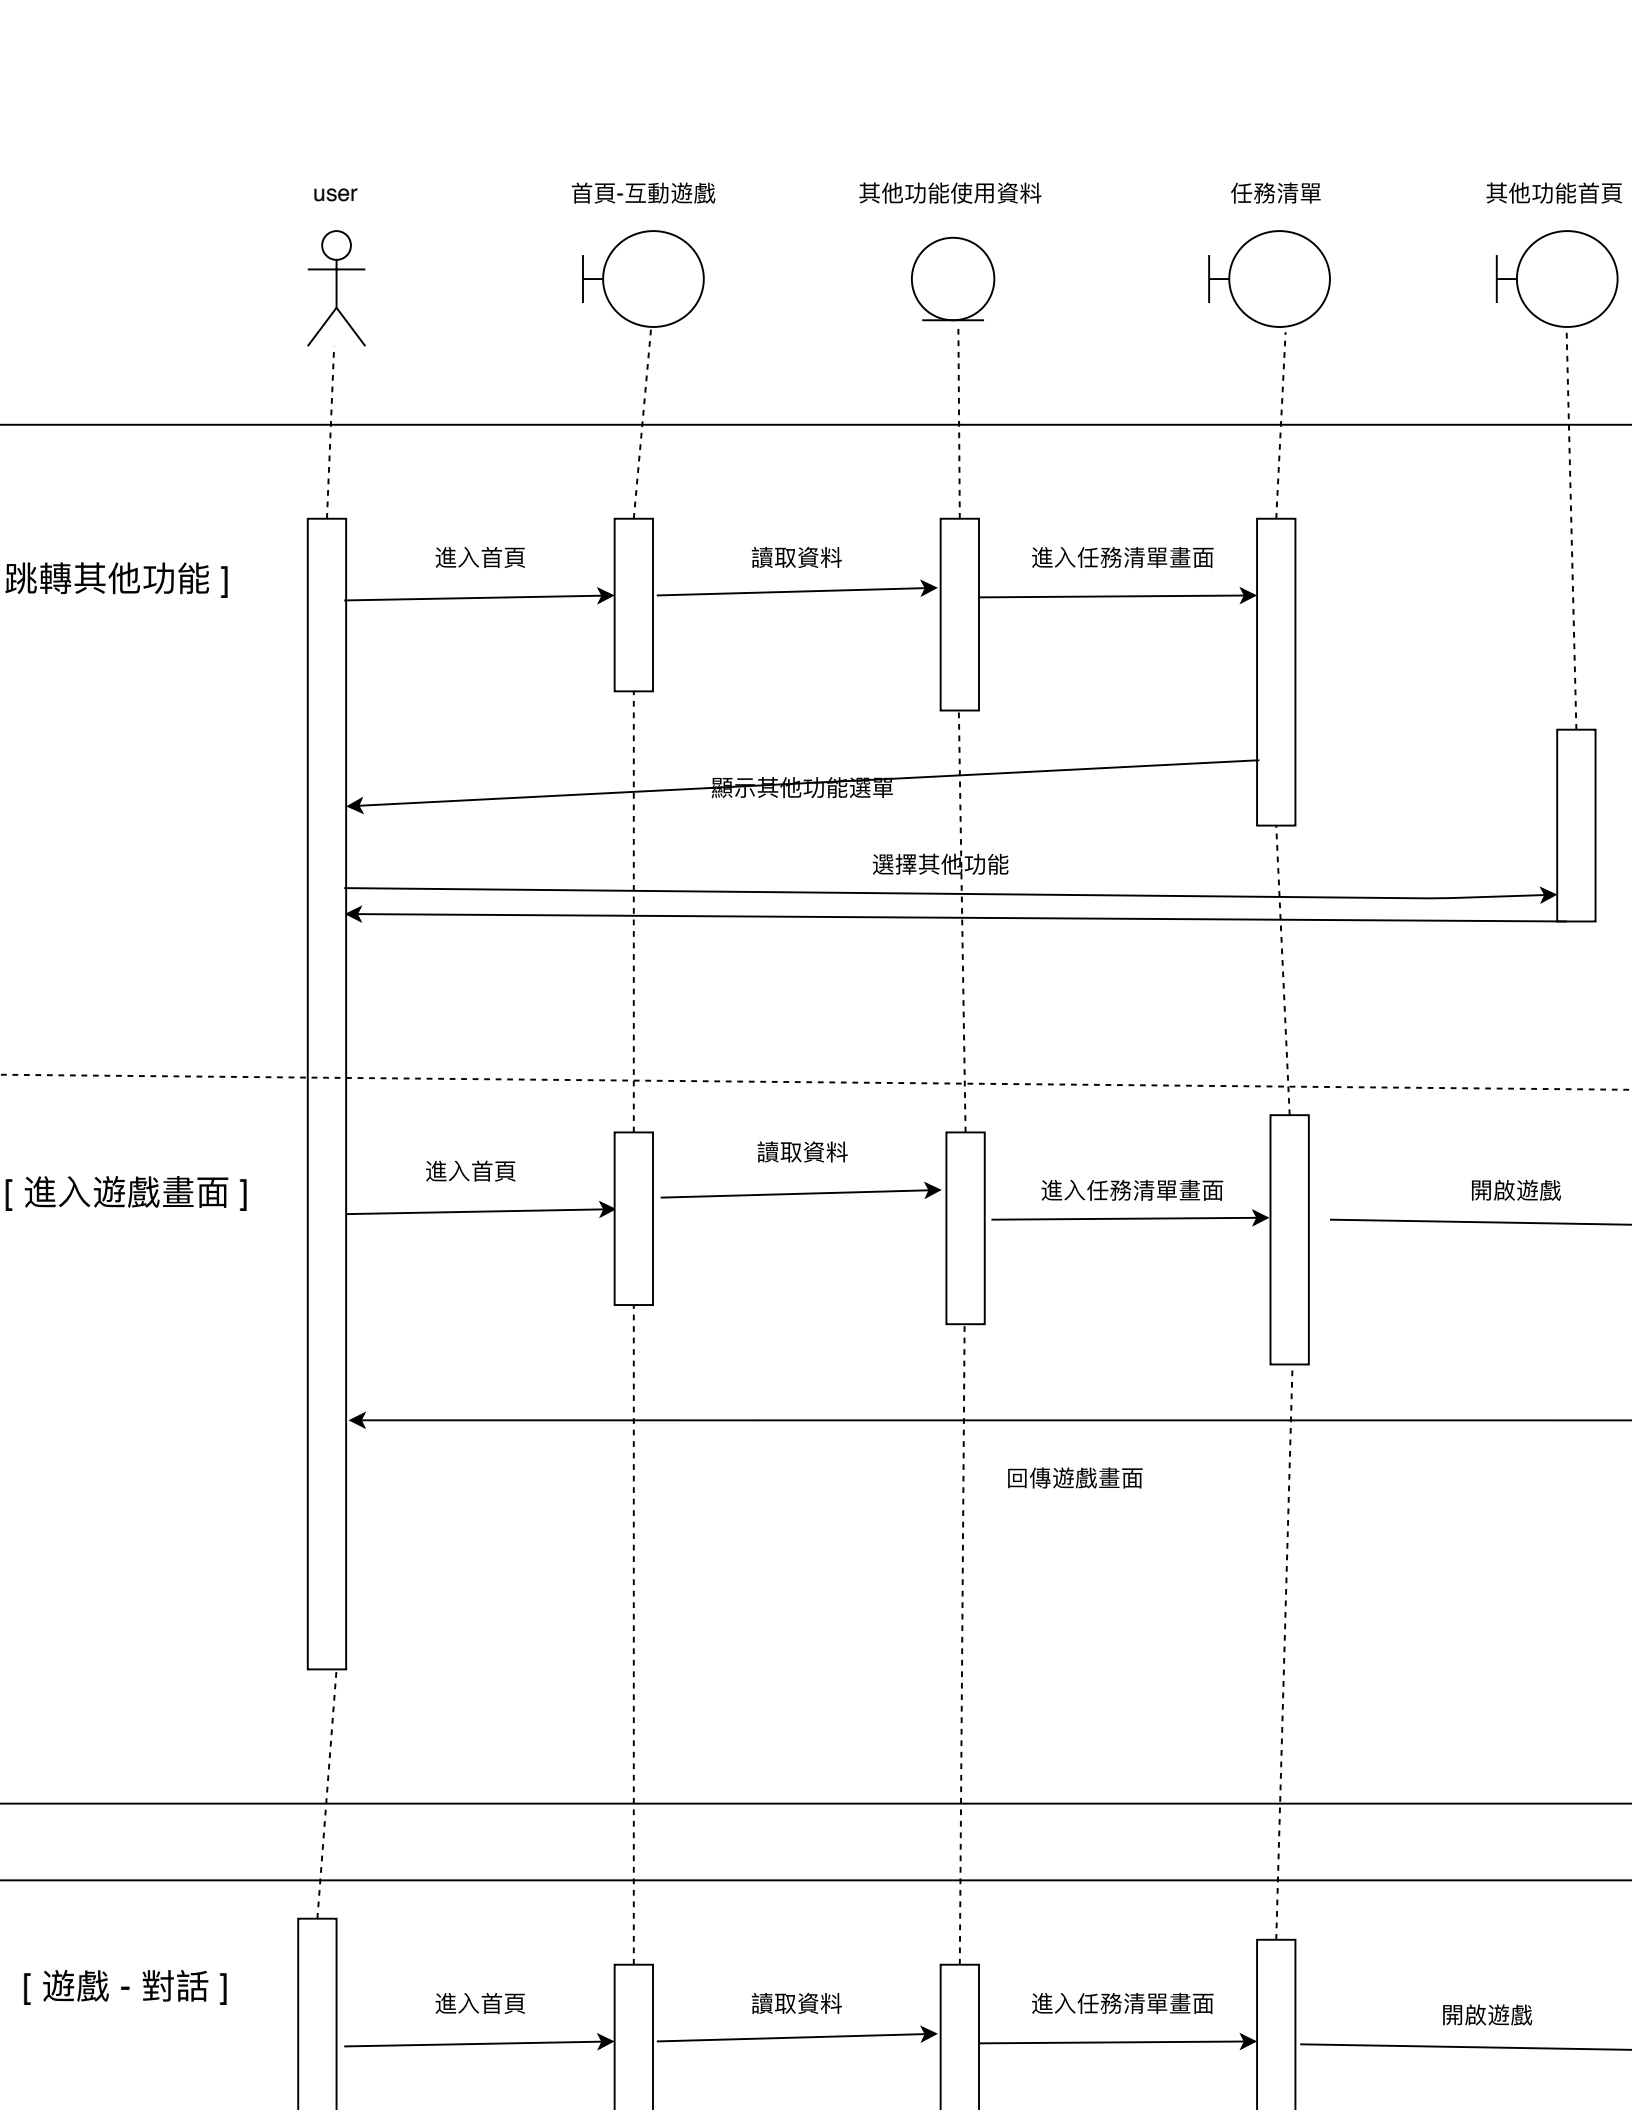 user
首頁-互動遊戲
其他功能使用資料
任務清單
其他功能首頁
跳轉其他功能 ]
進入首頁
讀取資料
進入任務清單畫面
顯示其他功能選單
選擇其他功能
[ 進入遊戲畫面 ]
進入首頁
讀取資料
進入任務清單畫面
開啟遊戲
回傳遊戲畫面
[ 遊戲 - 對話 ]
進入首頁
讀取資料
進入任務清單畫面
開啟遊戲